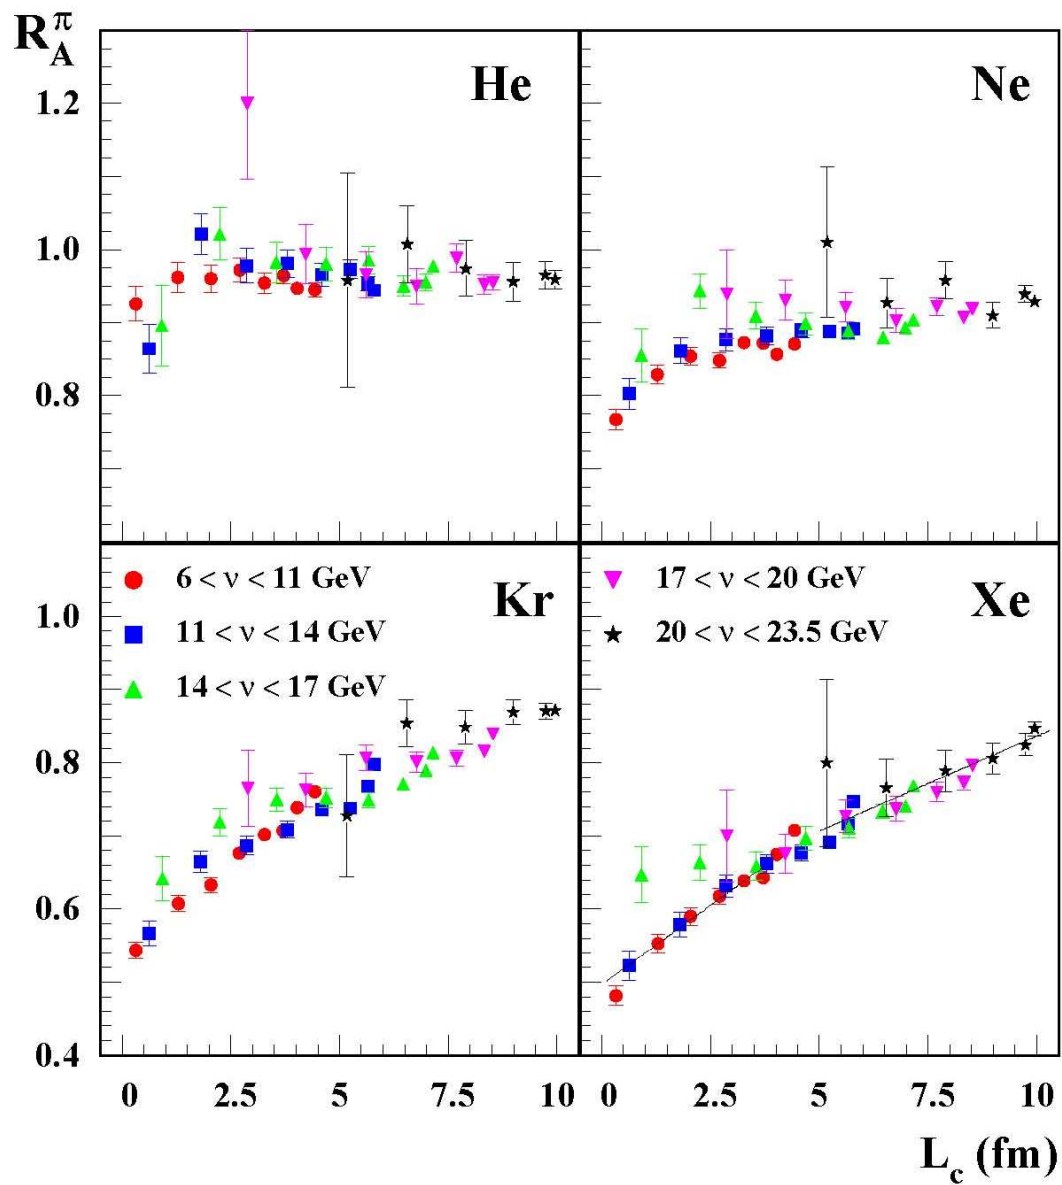 R_A^π
He
Ne
1.2
1.0
0.8
6 < ν < 11 GeV
11 < ν < 14 GeV
14 < ν < 17 GeV
Kr
17 < ν < 20 GeV
20 < ν < 23.5 GeV
Xe
1.0
0.8
0.6
0.4
0 2.5 5 7.5 10 0 2.5 5 7.5 10
L_c (fm)